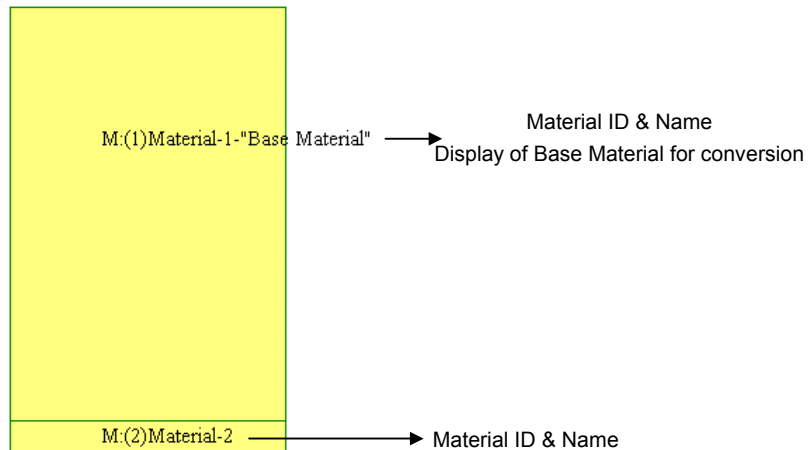 M:(1)Material-1-"Base Material"
Material ID & Name
Display of Base Material for conversion
M:(2)Material-2
Material ID & Name